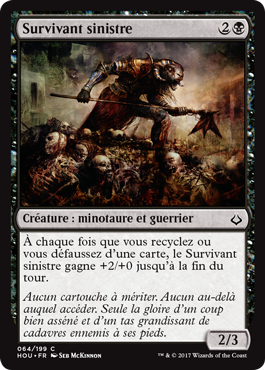 Survivant sinistre 2
Créature : minotaure et guerrier
À chaque fois que vous recyclez ou
vous défaussez d'une carte, le Survivant
sinistre gagne +2/+0 jusqu'à la fin du
tour.
Aucun cartouche à mériter. Aucun au-delà
auquel accéder. Seule la gloire d'un coup
bien asséné et d'un tas grandissant de
cadavres ennemis à ses pieds.
2/3
064/199 C
HOU • FR Seb McKinnon
™ & © 2017 Wizards of the Coast